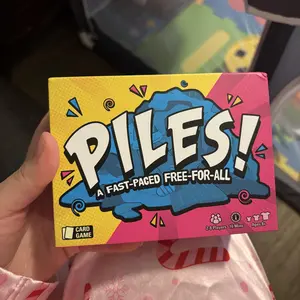 PILES!
A FAST-PACED FREE-FOR-ALL
CARD
GAME